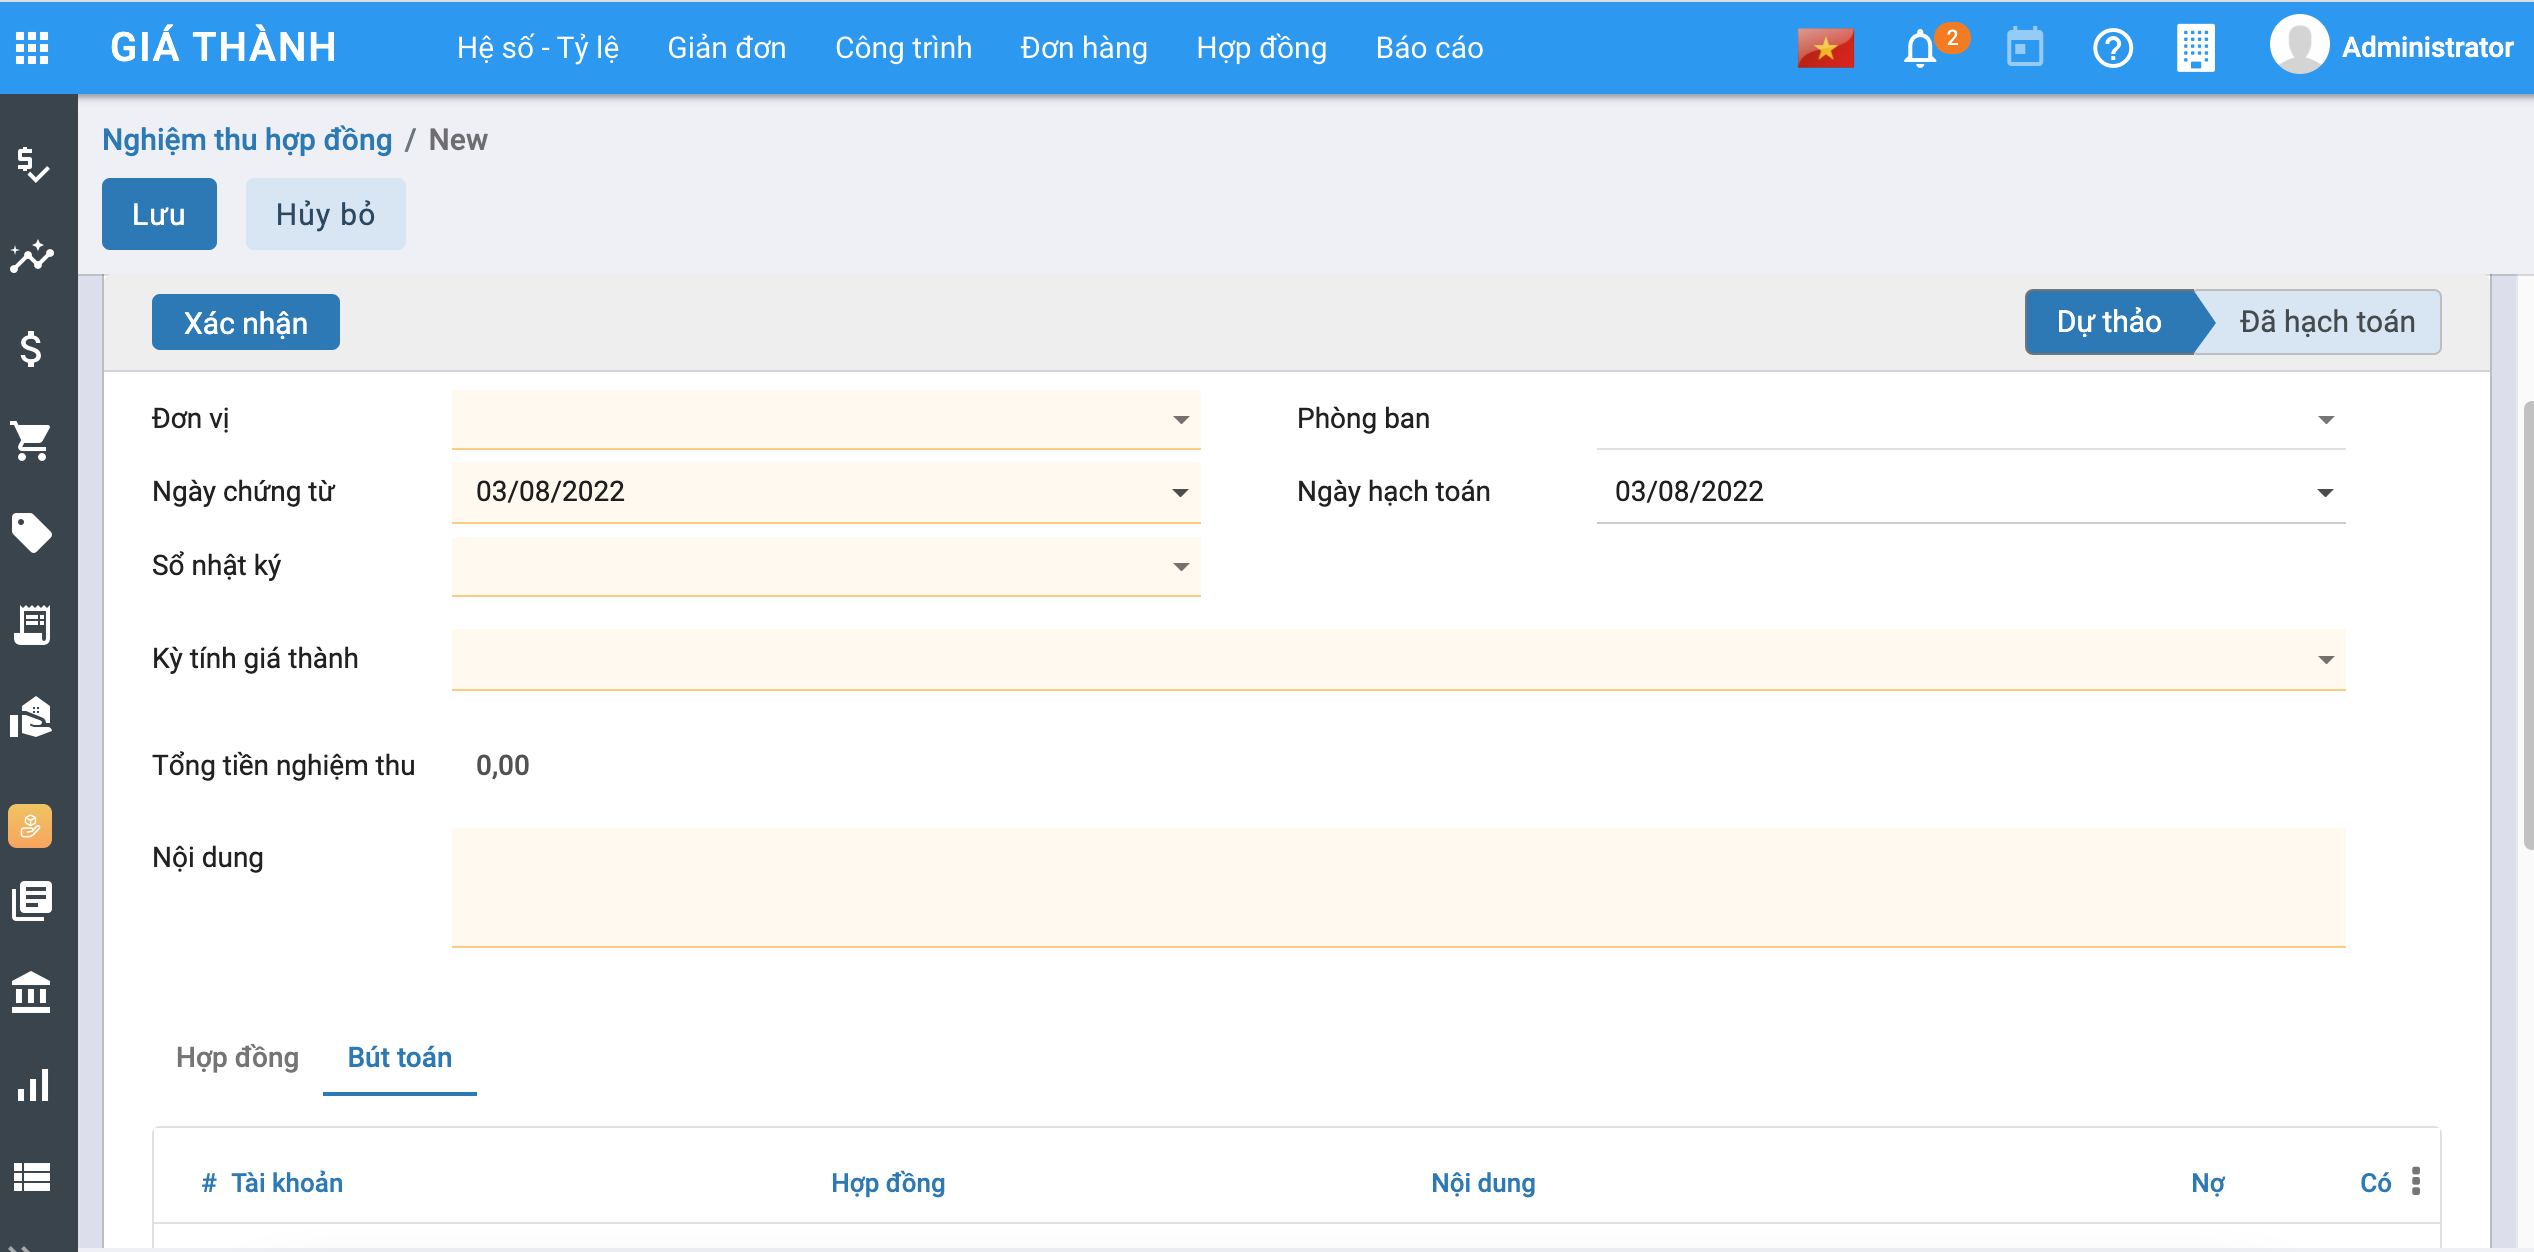 GIÁ THÀNH Hệ số - Tỷ lệ Giản đơn Công trình Đơn hàng Hợp đồng Báo cáo 2 Administrator
Nghiệm thu hợp đồng / New
Lưu Hủy bỏ
Xác nhận Dự thảo Đã hạch toán
Đơn vị Phòng ban
Ngày chứng từ 03/08/2022 Ngày hạch toán 03/08/2022
Sổ nhật ký
Kỳ tính giá thành
Tổng tiền nghiệm thu 0,00
Nội dung
Hợp đồng Bút toán
# Tài khoản Hợp đồng Nội dung Nợ Có